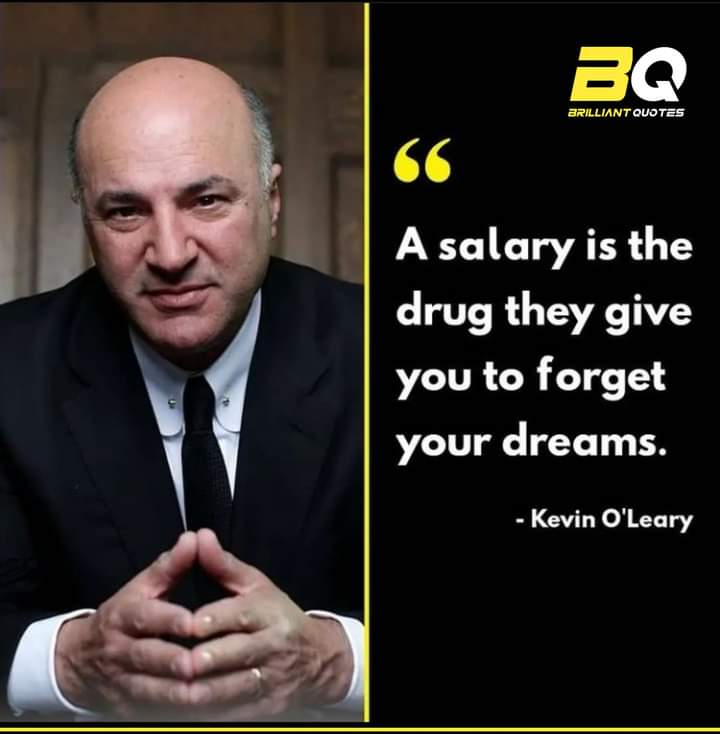 BQ
BRILLIANT QUOTES
“
A salary is the
drug they give
you to forget
your dreams.
- Kevin O'Leary